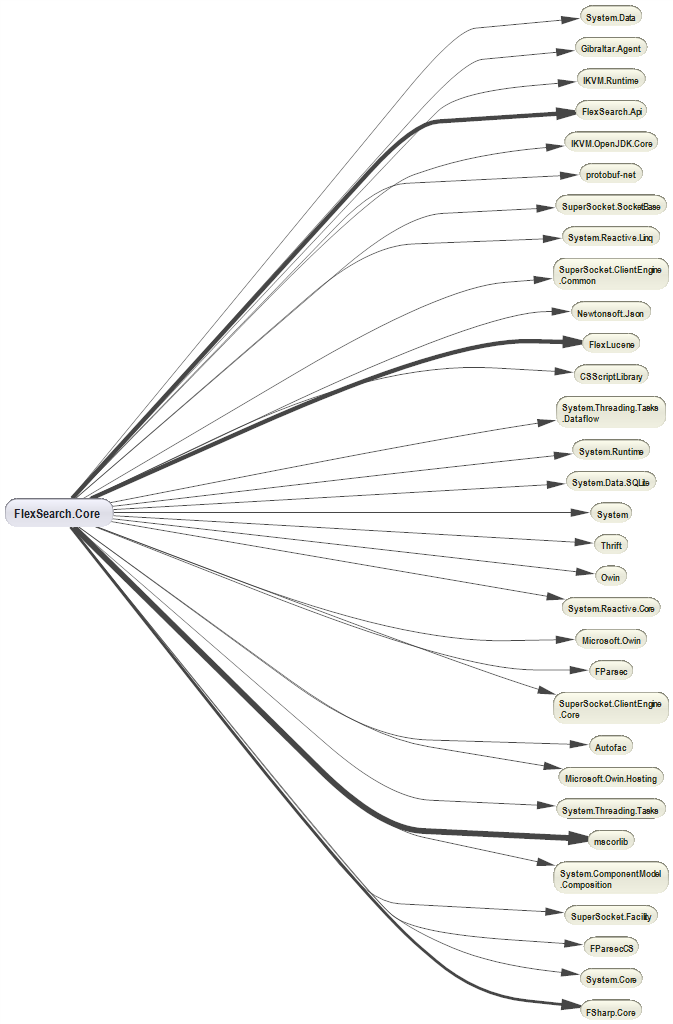 System.Data
Gibraltar.Agent
IKVM.Runtime
FlexSearch.Api
IKVM.OpenJDK.Core
protobuf-net
SuperSocket.SocketBase
System.Reactive.Linq
SuperSocket.ClientEngine
.Common
Newtonsoft.Json
FlexLucene
CSScriptLibrary
System.Threading.Tasks
.Dataflow
System.Runtime
System.Data.SQLite
FlexSearch.Core
System
Thrift
Owin
System.Reactive.Core
Microsoft.Owin
FParsec
SuperSocket.ClientEngine
.Core
Autofac
Microsoft.Owin.Hosting
System.Threading.Tasks
mscorlib
System.ComponentModel
.Composition
SuperSocket.Facility
FParsecCS
System.Core
FSharp.Core